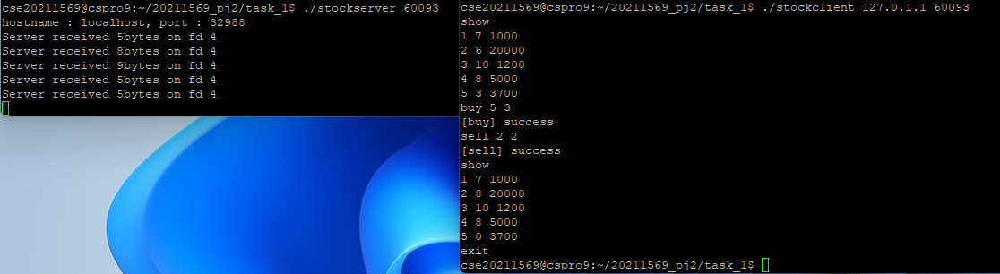 cse20211569@cspro9:~/20211569_pj2/task_1$ ./stockserver 60093
hostname : localhost, port : 32988
Server received 5bytes on fd 4
Server received 8bytes on fd 4
Server received 9bytes on fd 4
Server received 5bytes on fd 4
Server received 5bytes on fd 4
cse20211569@cspro9:~/20211569_pj2/task_1$ ./stockclient 127.0.1.1 60093
show
1 7 1000
2 6 20000
3 10 1200
4 8 5000
5 3 3700
buy 5 3
[buy] success
sell 2 2
[sell] success
show
1 7 1000
2 8 20000
3 10 1200
4 8 5000
5 0 3700
exit
cse20211569@cspro9:~/20211569_pj2/task_1$